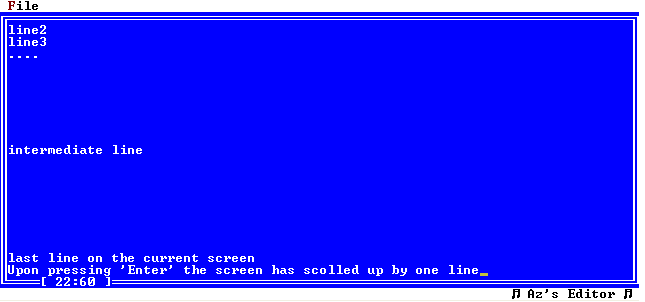 File
line2
line3
----
intermediate line
last line on the current screen
Upon pressing 'Enter' the screen has scolled up by one line_
[ 22:60 ]
♫ Az's Editor ♫